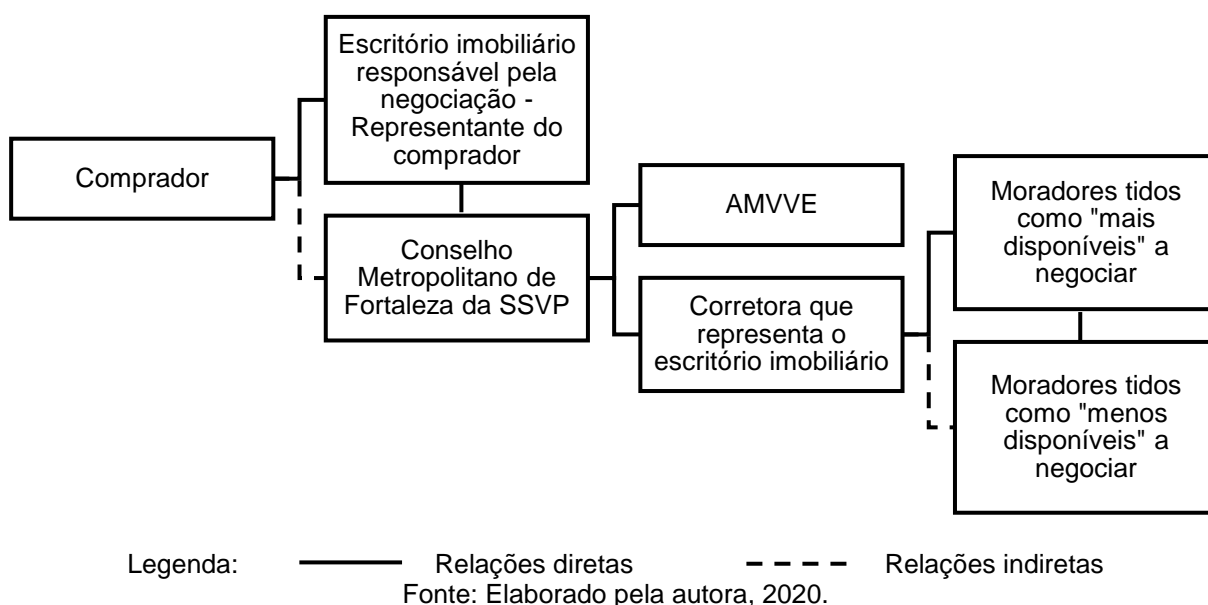 Escritório imobiliário
responsável pela
negociação -
Representante do
comprador
Comprador
Conselho
Metropolitano de
Fortaleza da SSVP
AMVVE
Corretora que
representa o
escritório imobiliário
Moradores tidos
como "mais
disponíveis" a
negociar
Moradores tidos
como "menos
disponíveis" a
negociar
Legenda: Relações diretas Relações indiretas
Fonte: Elaborado pela autora, 2020.